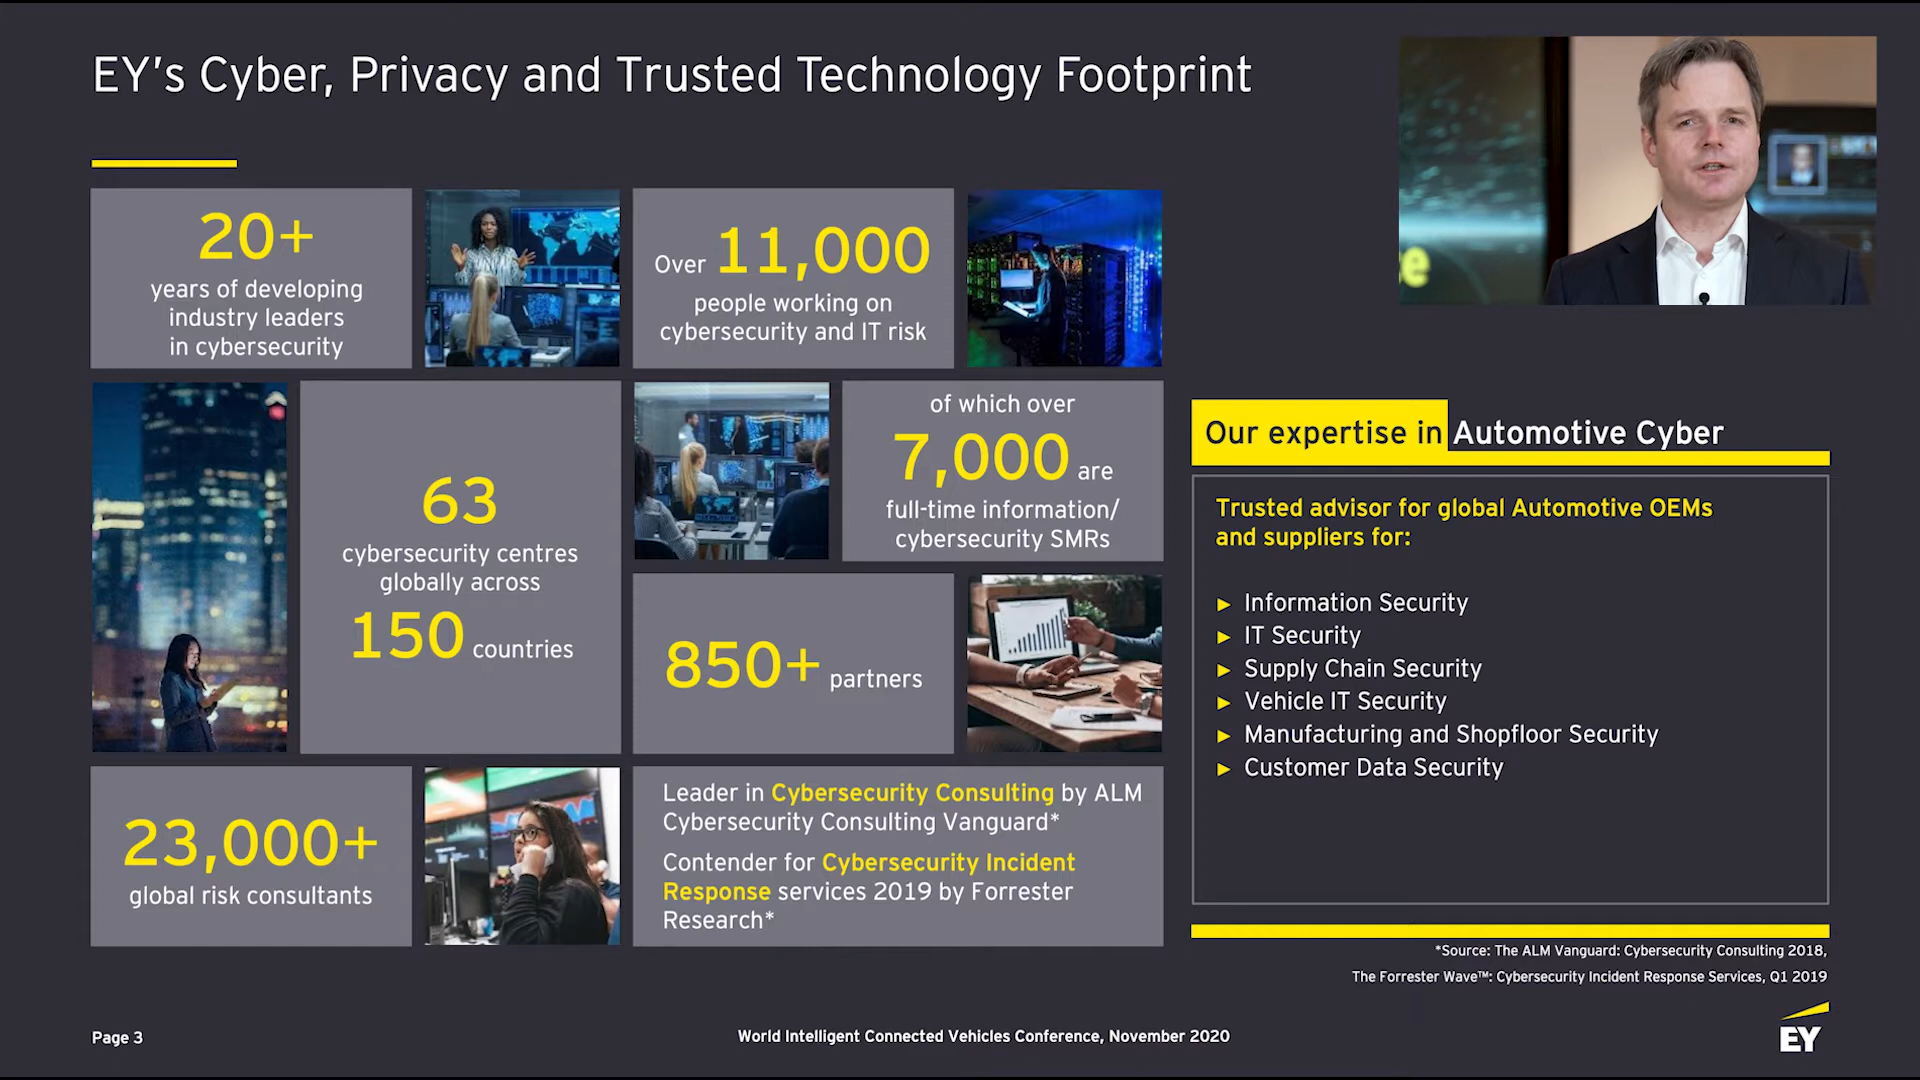 EY's Cyber, Privacy and Trusted Technology Footprint
20+
years of developing
industry leaders
in cybersecurity
Over 11,000
people working on
cybersecurity and IT risk
63
cybersecurity centres
globally across
150 countries
of which over
7,000 are
full-time information/
cybersecurity SMRs
850+ partners
23,000+
global risk consultants
Leader in Cybersecurity Consulting by ALM
Cybersecurity Consulting Vanguard*
Contender for Cybersecurity Incident
Response services 2019 by Forrester
Research*
e
Our expertise in Automotive Cyber
Trusted advisor for global Automotive OEMs
and suppliers for:
► Information Security
► IT Security
► Supply Chain Security
► Vehicle IT Security
► Manufacturing and Shopfloor Security
► Customer Data Security
*Source: The ALM Vanguard: Cybersecurity Consulting 2018,
The Forrester Wave™: Cybersecurity Incident Response Services, Q1 2019
Page 3
World Intelligent Connected Vehicles Conference, November 2020
EY